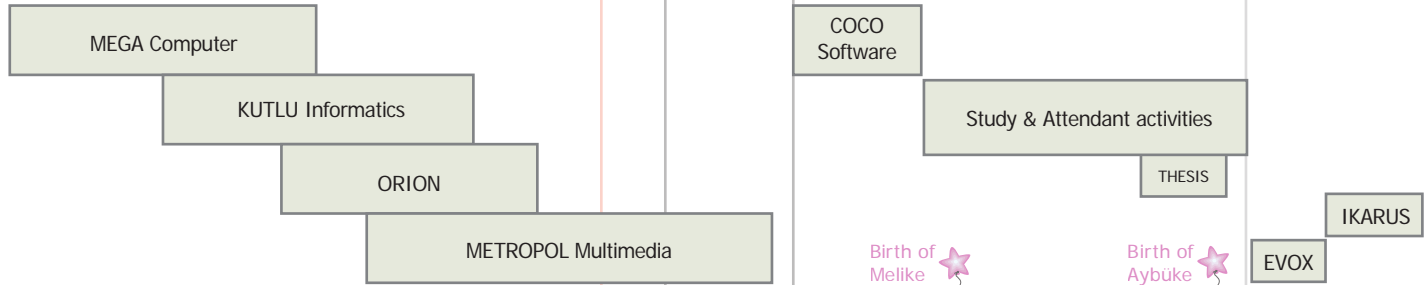 MEGA Computer
COCO
Software
KUTLU Informatics
Study & Attendant activities
ORION
THESIS
IKARUS
METROPOL Multimedia
Birth of
Melike
Birth of
Aybüke
EVOX